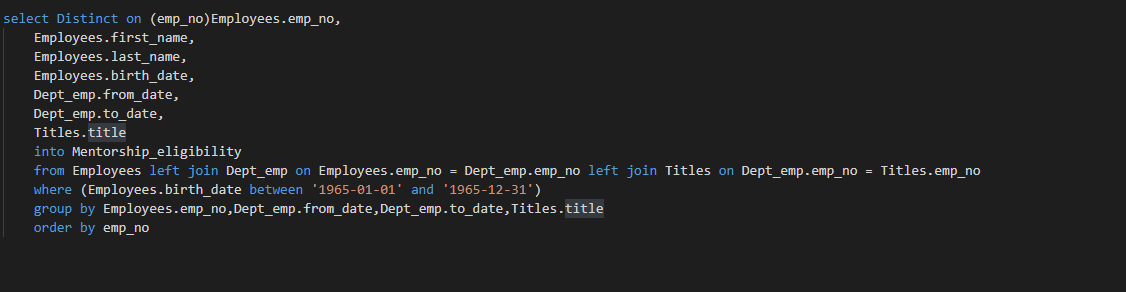 select Distinct on (emp_no)Employees.emp_no,
Employees.first_name,
Employees.last_name,
Employees.birth_date,
Dept_emp.from_date,
Dept_emp.to_date,
Titles.title
into Mentorship_eligibility
from Employees left join Dept_emp on Employees.emp_no = Dept_emp.emp_no left join Titles on Dept_emp.emp_no = Titles.emp_no
where (Employees.birth_date between '1965-01-01' and '1965-12-31')
group by Employees.emp_no,Dept_emp.from_date,Dept_emp.to_date,Titles.title
order by emp_no